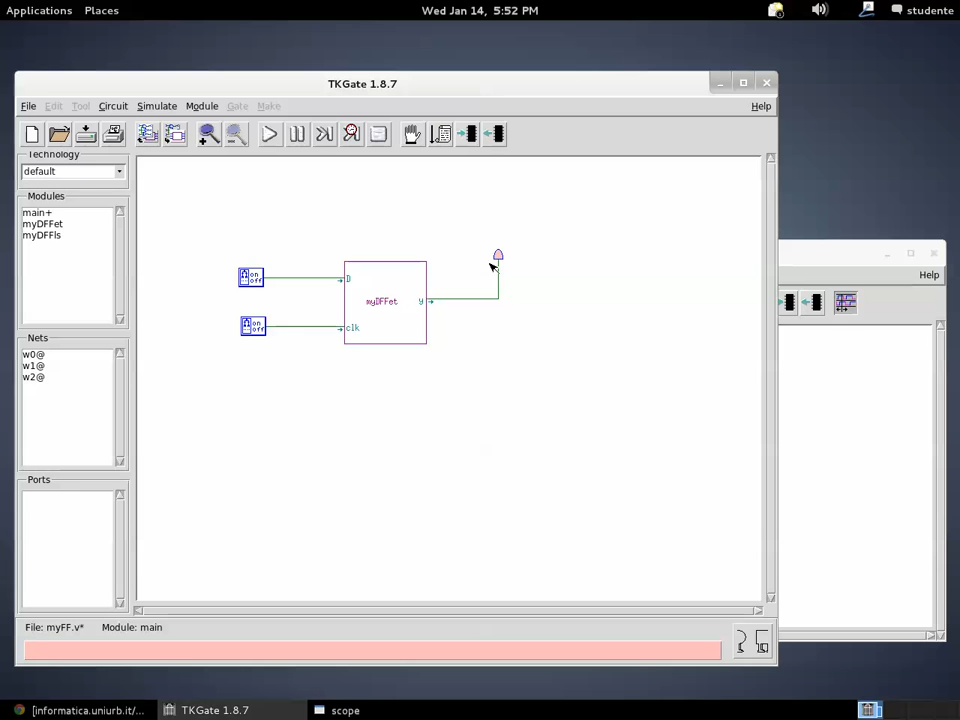 Applications Places Wed Jan 14, 5:52 PM studente
TKGate 1.8.7
File Edit Tool Circuit Simulate Module Gate Make Help
Technology
default
Modules
main+
myDFFet
myDFFls
Nets
w0@
w1@
w2@
Ports
on
off
D
myDFFet
y
on
off
clk
Help
File: myFF.v* Module: main
[informatica.uniurb.it/... TKGate 1.8.7 scope